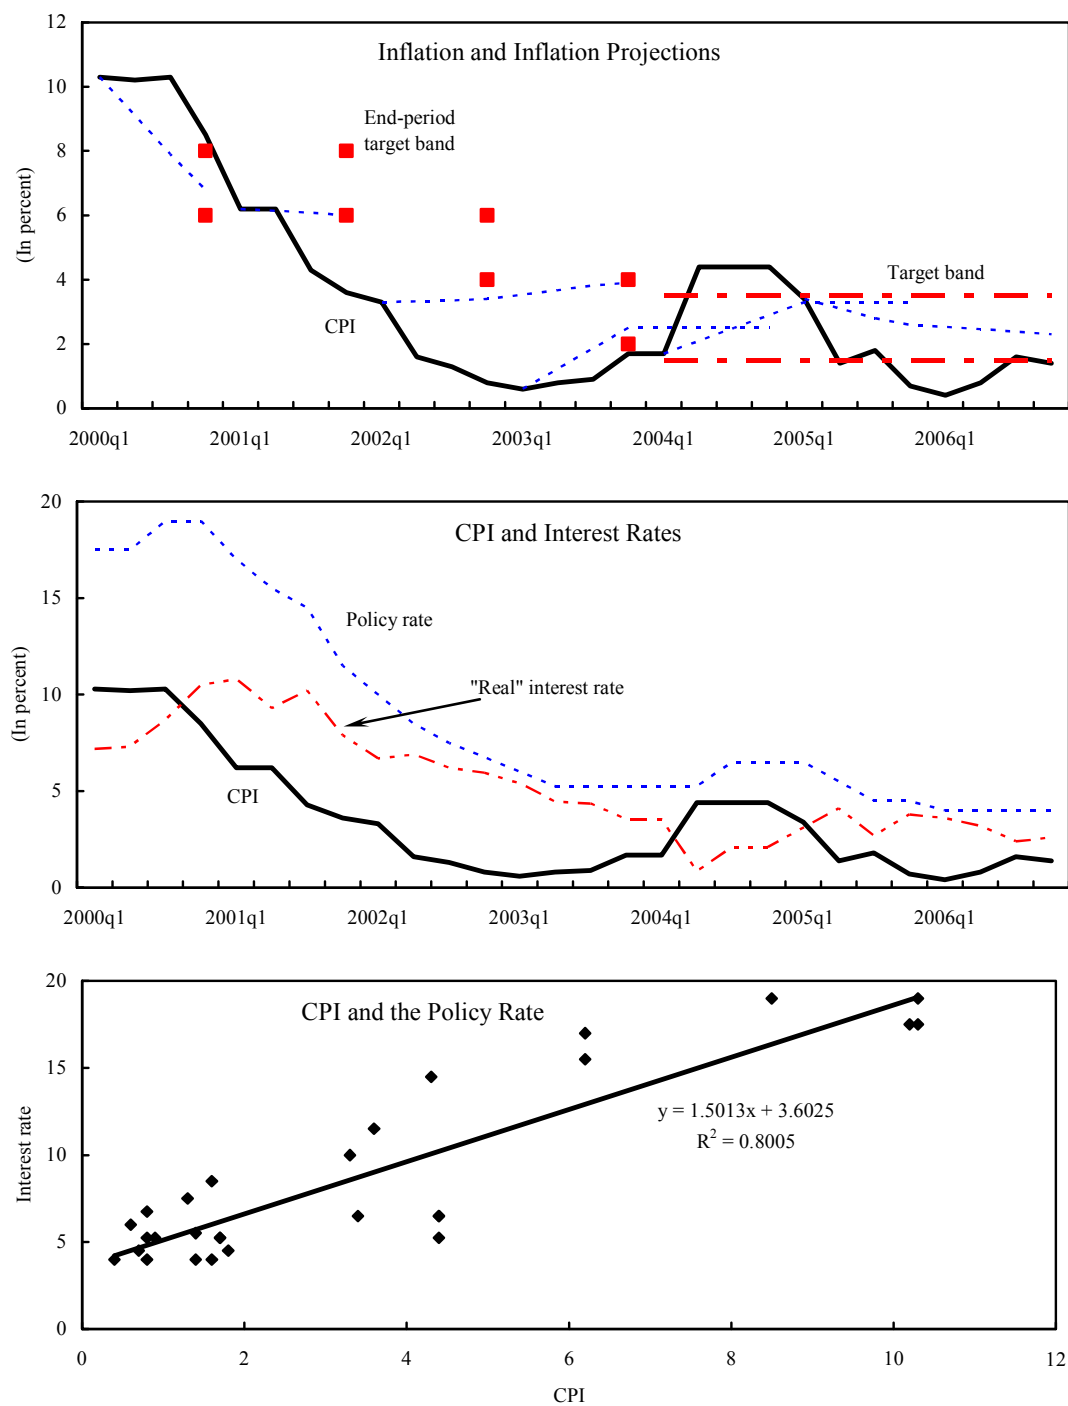 Inflation and Inflation Projections
(In percent)
12
10
8
6
4
2
0
End-period
target band
Target band
CPI
2000q1 2001q1 2002q1 2003q1 2004q1 2005q1 2006q1
CPI and Interest Rates
(In percent)
20
15
10
5
0
Policy rate
"Real" interest rate
CPI
2000q1 2001q1 2002q1 2003q1 2004q1 2005q1 2006q1
CPI and the Policy Rate
Interest rate
20
15
10
5
0
y = 1.5013x + 3.6025
R² = 0.8005
0 2 4 6 8 10 12
CPI